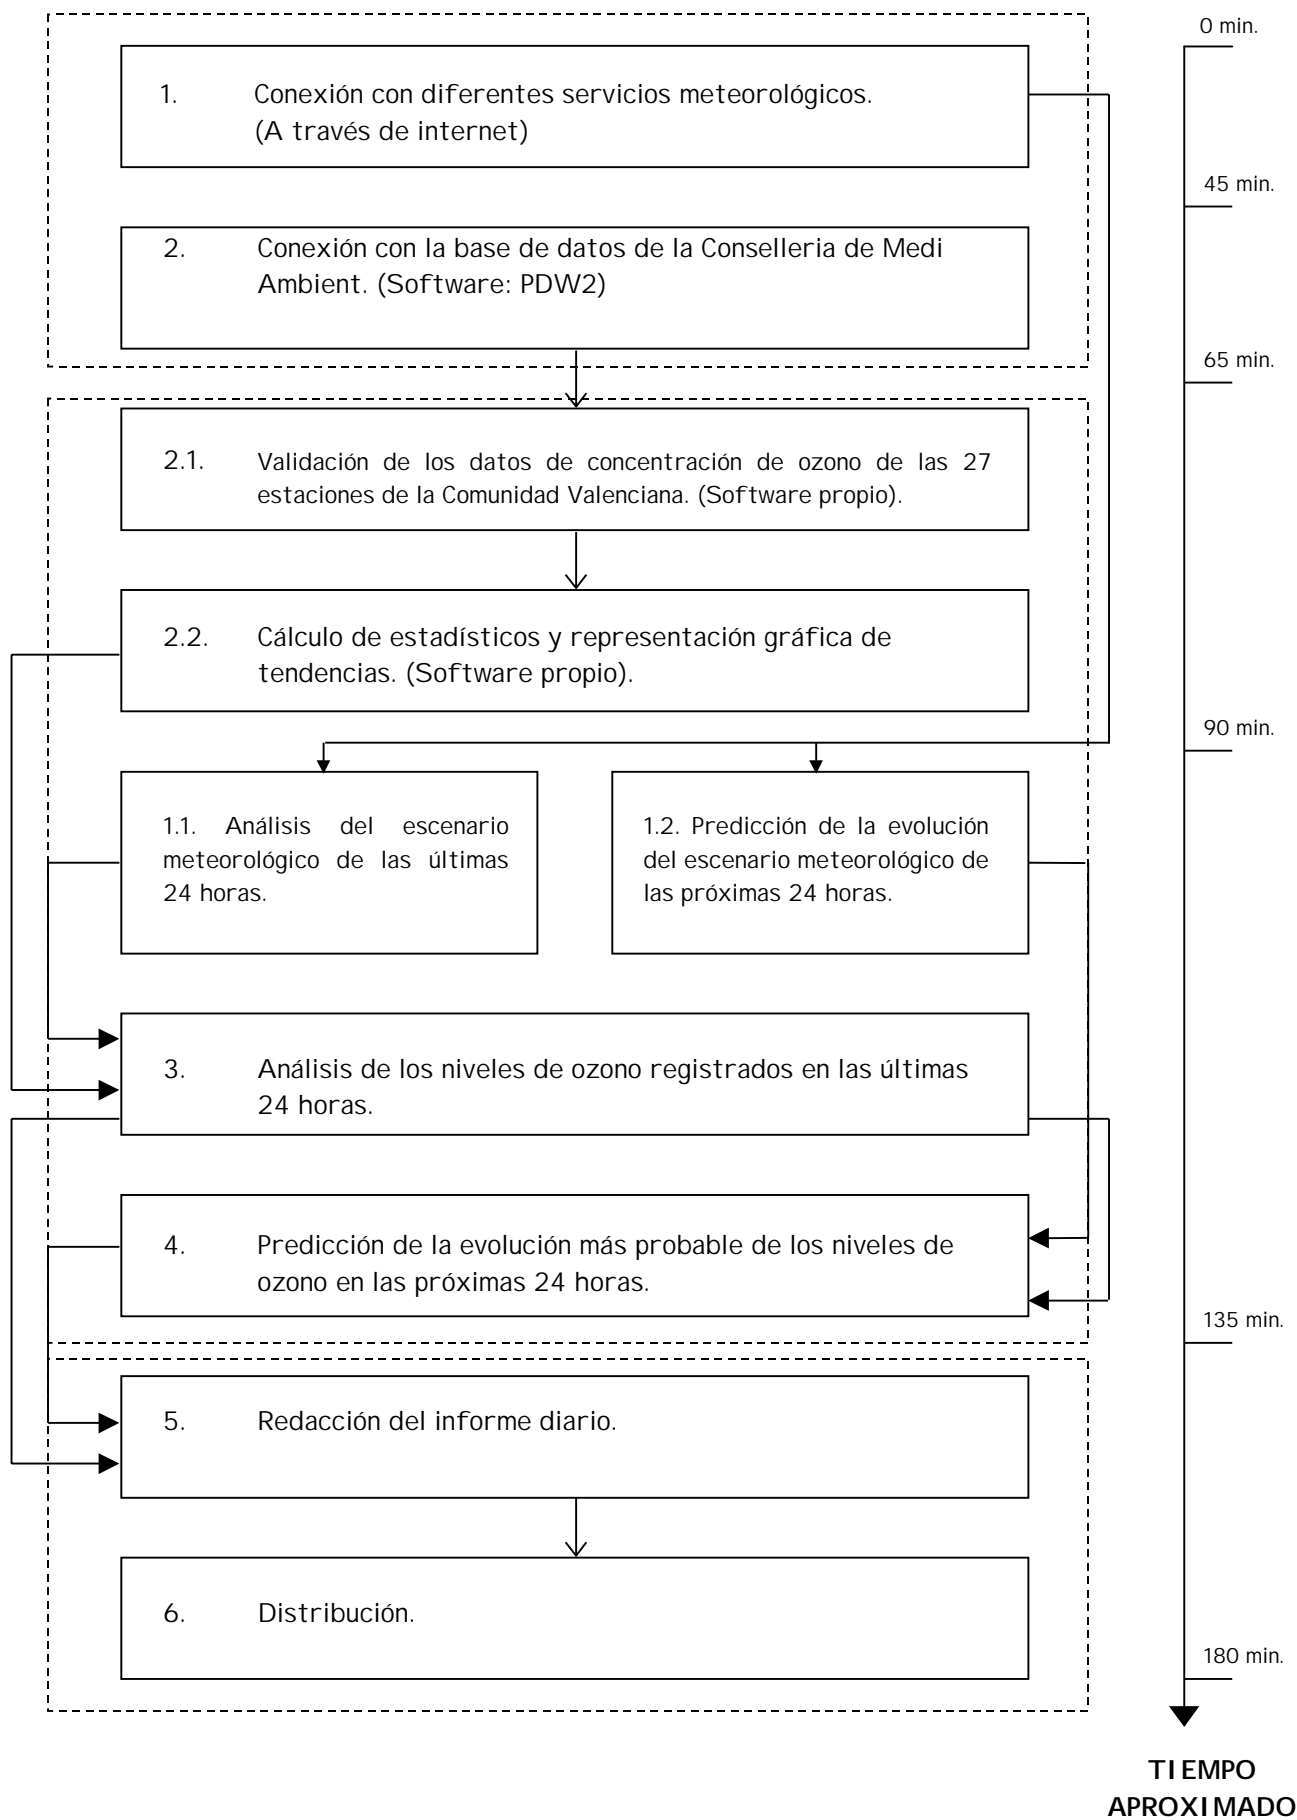 0 min.
1. Conexión con diferentes servicios meteorológicos.
(A través de internet)
45 min.
2. Conexión con la base de datos de la Conselleria de Medi
Ambient. (Software: PDW2)
65 min.
2.1. Validación de los datos de concentración de ozono de las 27
estaciones de la Comunidad Valenciana. (Software propio).
2.2. Cálculo de estadísticos y representación gráfica de
tendencias. (Software propio).
90 min.
1.1. Análisis del escenario
meteorológico de las últimas
24 horas.
1.2. Predicción de la evolución
del escenario meteorológico de
las próximas 24 horas.
3. Análisis de los niveles de ozono registrados en las últimas
24 horas.
4. Predicción de la evolución más probable de los niveles de
ozono en las próximas 24 horas.
135 min.
5. Redacción del informe diario.
6. Distribución.
180 min.
TIEMPO
APROXIMADO